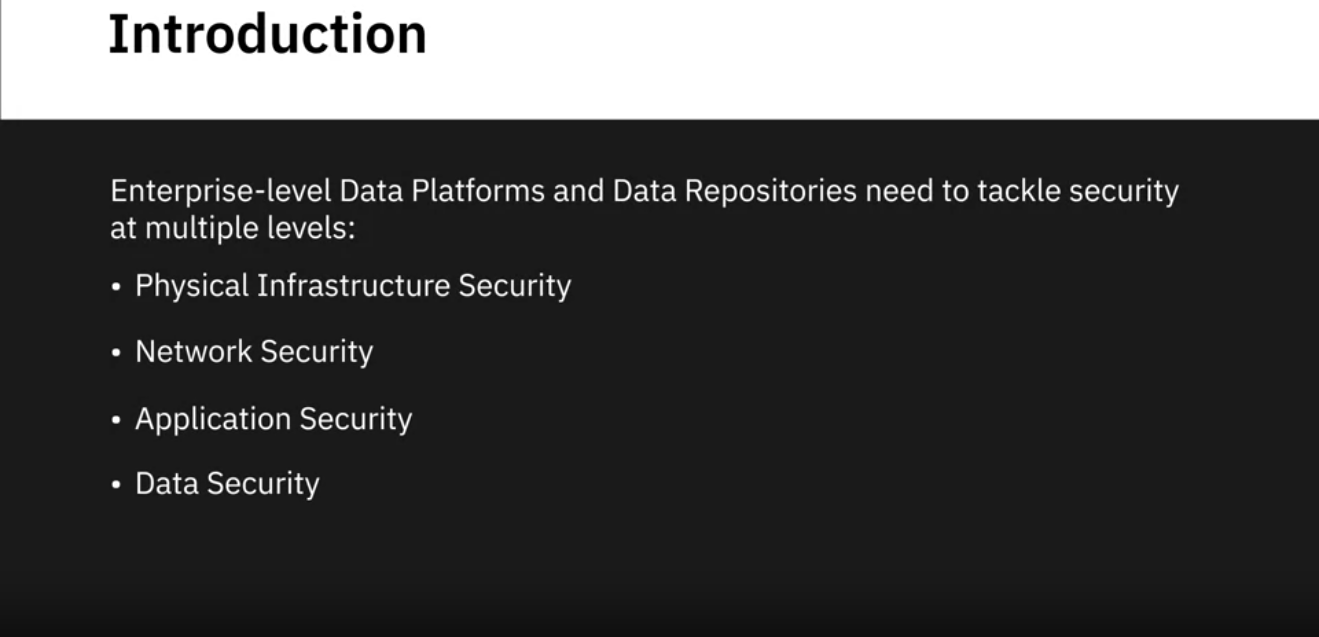 Introduction
Enterprise-level Data Platforms and Data Repositories need to tackle security
at multiple levels:
• Physical Infrastructure Security
• Network Security
• Application Security
• Data Security